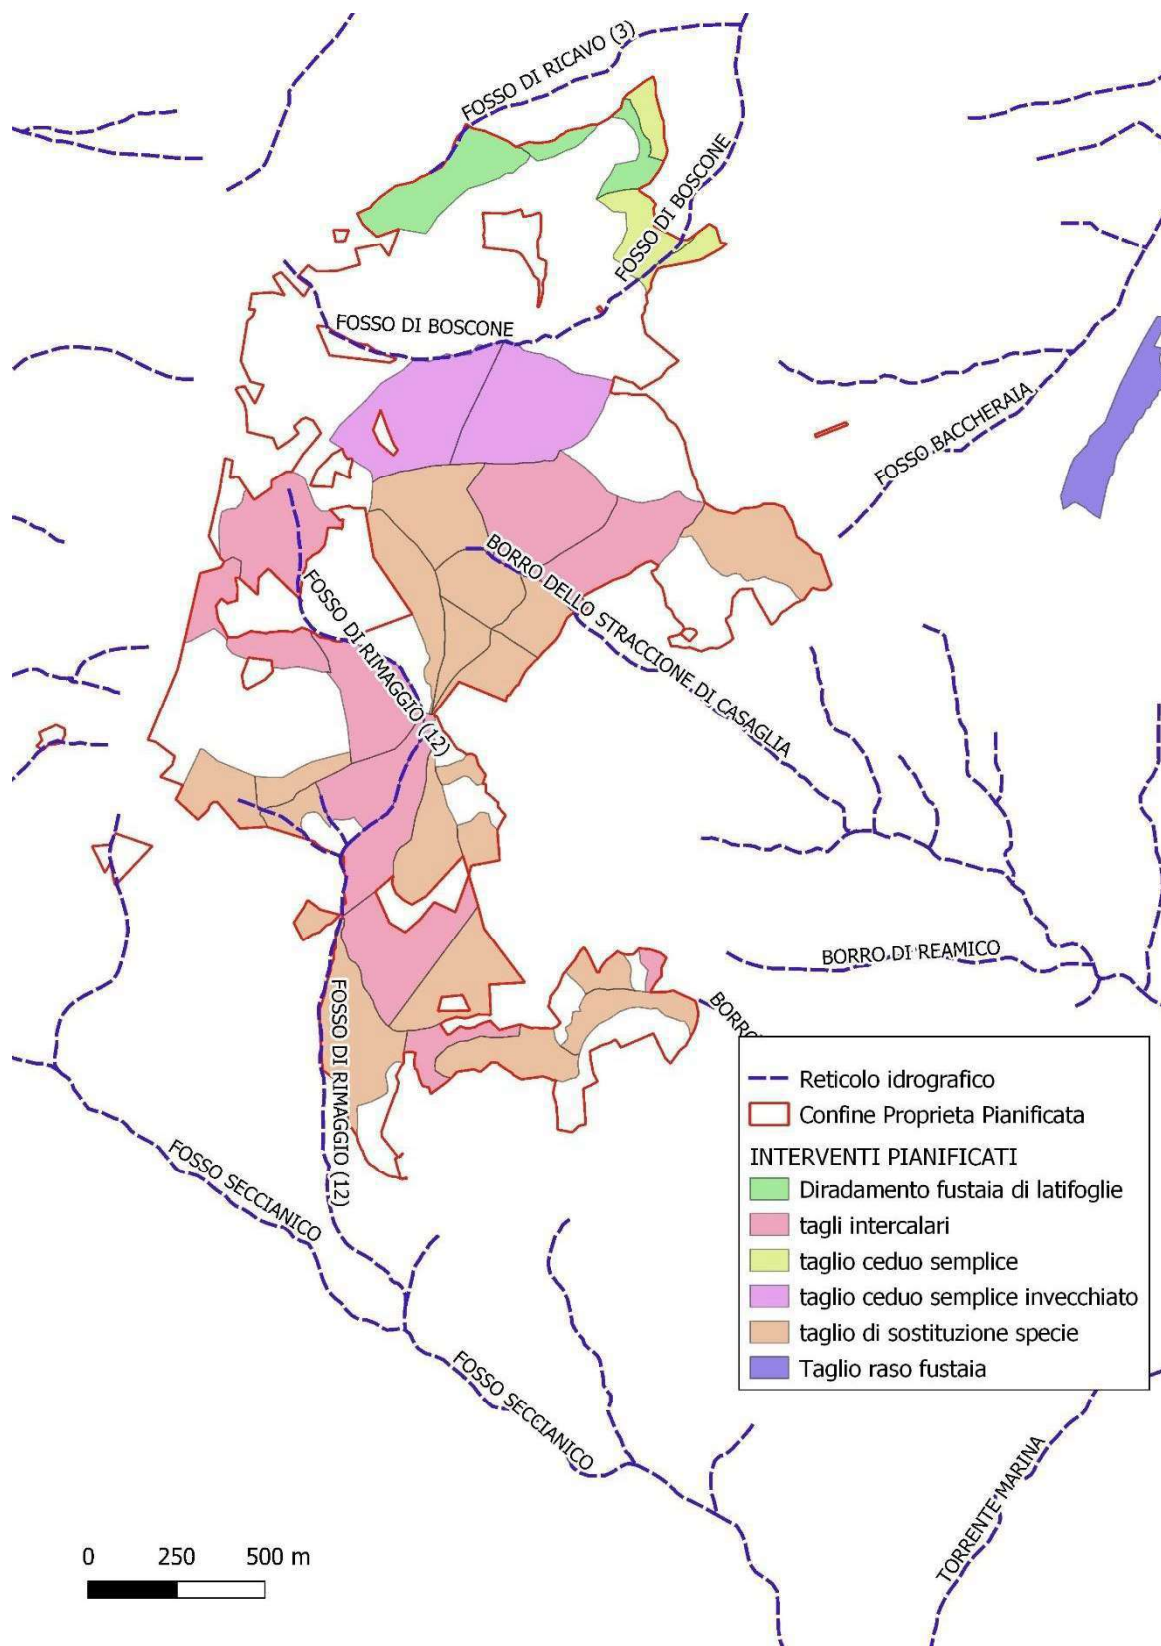 FOSSO DI RICAVO (3)
FOSSO DI BOSCONE
FOSSO DI BOSCONE
FOSSO BACCHERAIA
BORRO DELLO STRACCIONE DI CASAGLIA
FOSSO DI RIMAGGIO (12)
BORRO DI REAMICO
BORRO
FOSSO DI RIMAGGIO (12)
Reticolo idrografico
Confine Proprieta Pianificata
INTERVENTI PIANIFICATI
Diradamento fustaia di latifoglie
tagli intercalari
taglio ceduo semplice
taglio ceduo semplice invecchiato
taglio di sostituzione specie
Taglio raso fustaia
FOSSO SECCIANICO
FOSSO SECCIANICO
TORRENTE MARINA
0 250 500 m